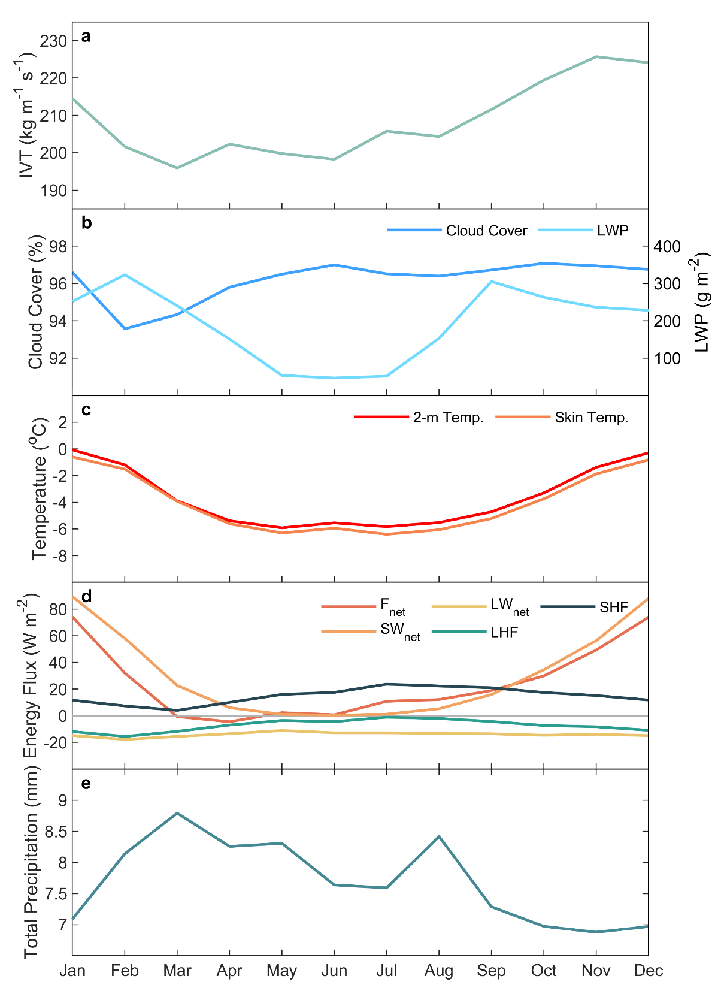 a
230
220
210
200
190
IVT (kg m-1 s-1)
b
Cloud Cover
LWP
98
96
94
92
Cloud Cover (%)
400
300
200
100
LWP (g m-2)
c
2-m Temp.
Skin Temp.
2
0
-2
-4
-6
-8
Temperature (oC)
d
Fnet
LWnet
SHF
SWnet
LHF
80
60
40
20
0
-20
Energy Flux (W m-2)
e
9
8.5
8
7.5
7
Total Precipitation (mm)
Jan Feb Mar Apr May Jun Jul Aug Sep Oct Nov Dec